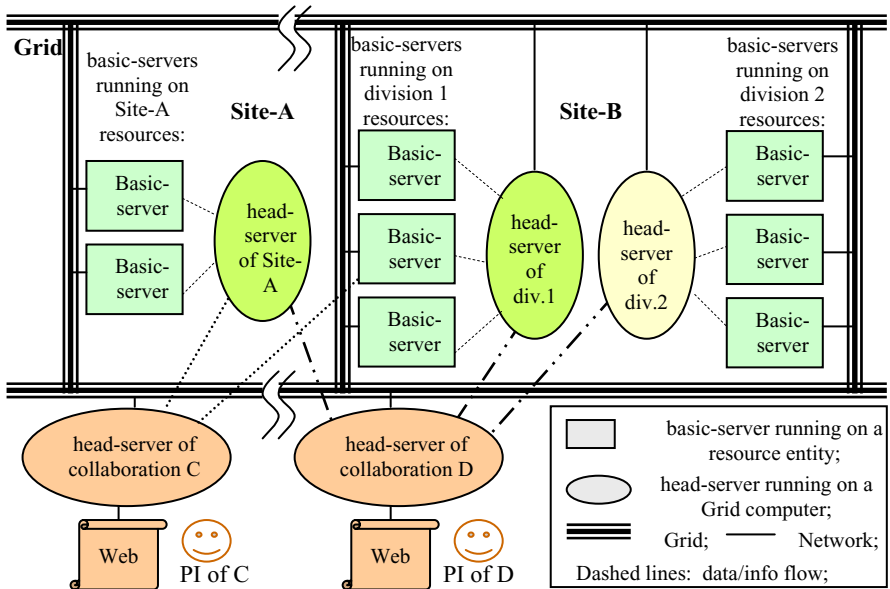 Grid
basic-servers
running on
Site-A
resources:
Site-A
basic-servers
running on
division 1
resources:
Site-B
basic-servers
running on
division 2
resources:
Basic-
server
Basic-
server
head-
server
of Site-
A
Basic-
server
Basic-
server
Basic-
server
head-
server
of
div.1
head-
server
of
div.2
Basic-
server
Basic-
server
Basic-
server
head-server of
collaboration C
head-server of
collaboration D
Web
PI of C
Web
PI of D
basic-server running on a
resource entity;
head-server running on a
Grid computer;
Grid;
Network;
Dashed lines: data/info flow;